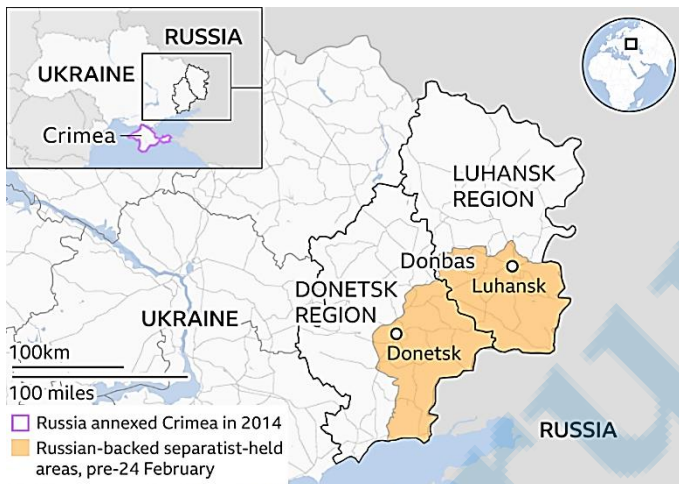 RUSSIA
UKRAINE
Crimea
LUHANSK
REGION
Donbas
Luhansk
DONETSK
REGION
UKRAINE
Donetsk
100km
100 miles
RUSSIA
Russia annexed Crimea in 2014
Russian-backed separatist-held
areas, pre-24 February